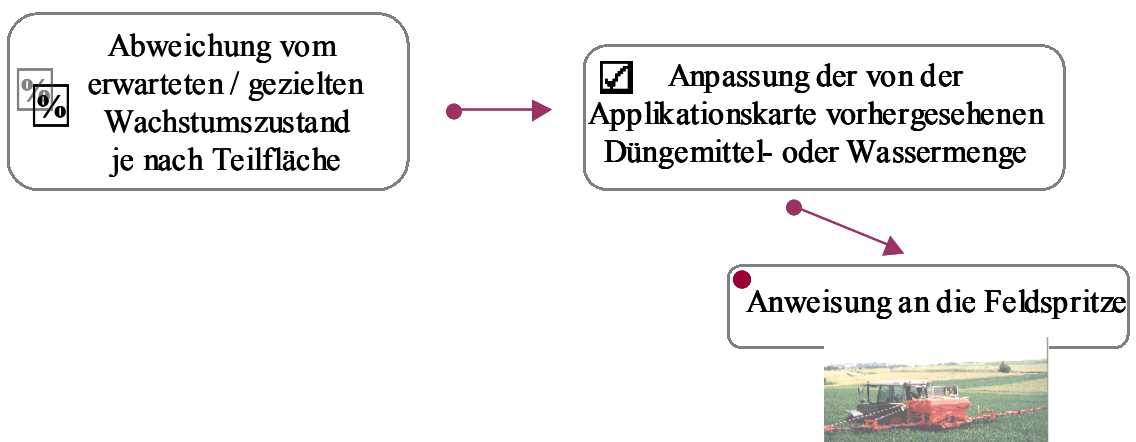 Abweichung vom
erwarteten / gezielten
Wachstumszustand
je nach Teilfläche
%
%
Anpassung der von der
Applikationskarte vorhergesehenen
Düngemittel- oder Wassermenge
Anweisung an die Feldspritze